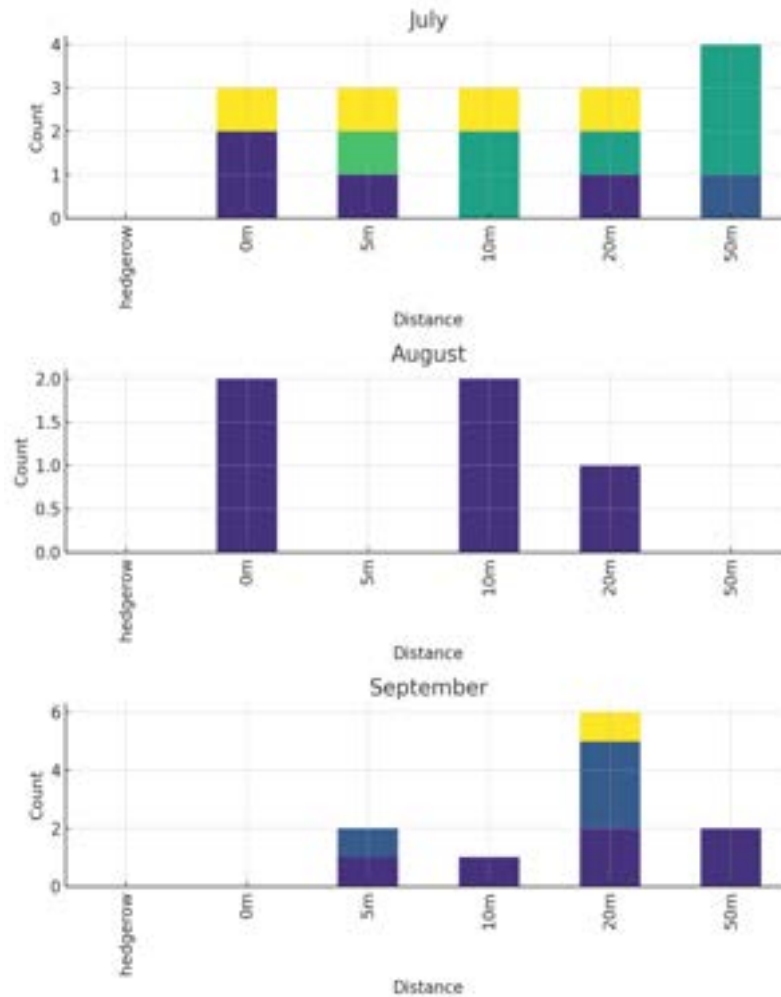 July
4
3
2
1
0
Count
hedgerow
0m
5m
10m
20m
50m
Distance
August
2.0
1.5
1.0
0.5
0.0
Count
hedgerow
0m
5m
10m
20m
50m
Distance
September
6
4
2
0
Count
hedgerow
0m
5m
10m
20m
50m
Distance